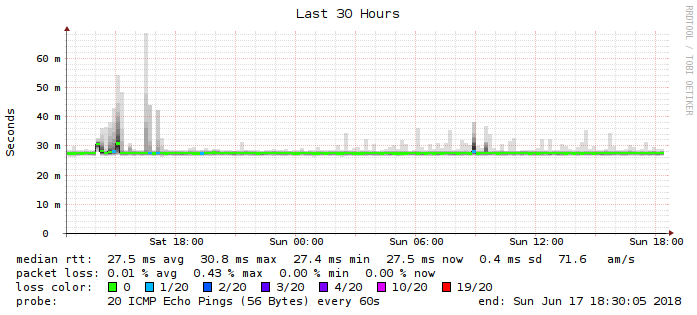 Last 30 Hours
RRDTOOL / TOBI OETIKER
Seconds
60 m
50 m
40 m
30 m
20 m
10 m
0
Sat 18:00 Sun 00:00 Sun 06:00 Sun 12:00 Sun 18:00
median rtt: 27.5 ms avg 30.8 ms max 27.4 ms min 27.5 ms now 0.4 ms sd 71.6 am/s
packet loss: 0.01 % avg 0.43 % max 0.00 % min 0.00 % now
loss color: 0 1/20 2/20 3/20 4/20 10/20 19/20
probe: 20 ICMP Echo Pings (56 Bytes) every 60s end: Sun Jun 17 18:30:05 2018